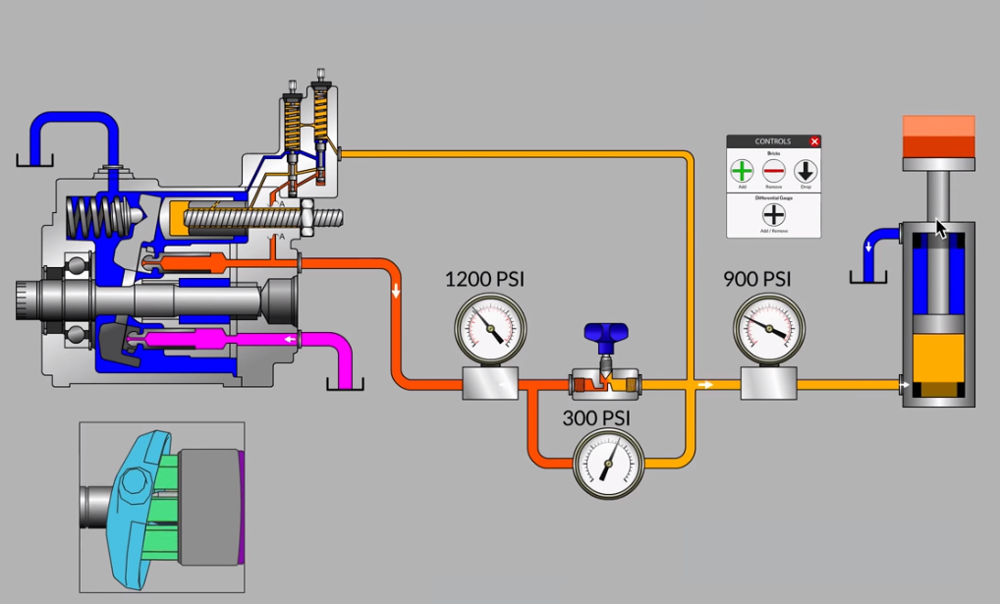 CONTROLS
Bricks
Add
Remove
Drop
Differential Gauge
Add / Remove
A
A
1200 PSI
900 PSI
300 PSI